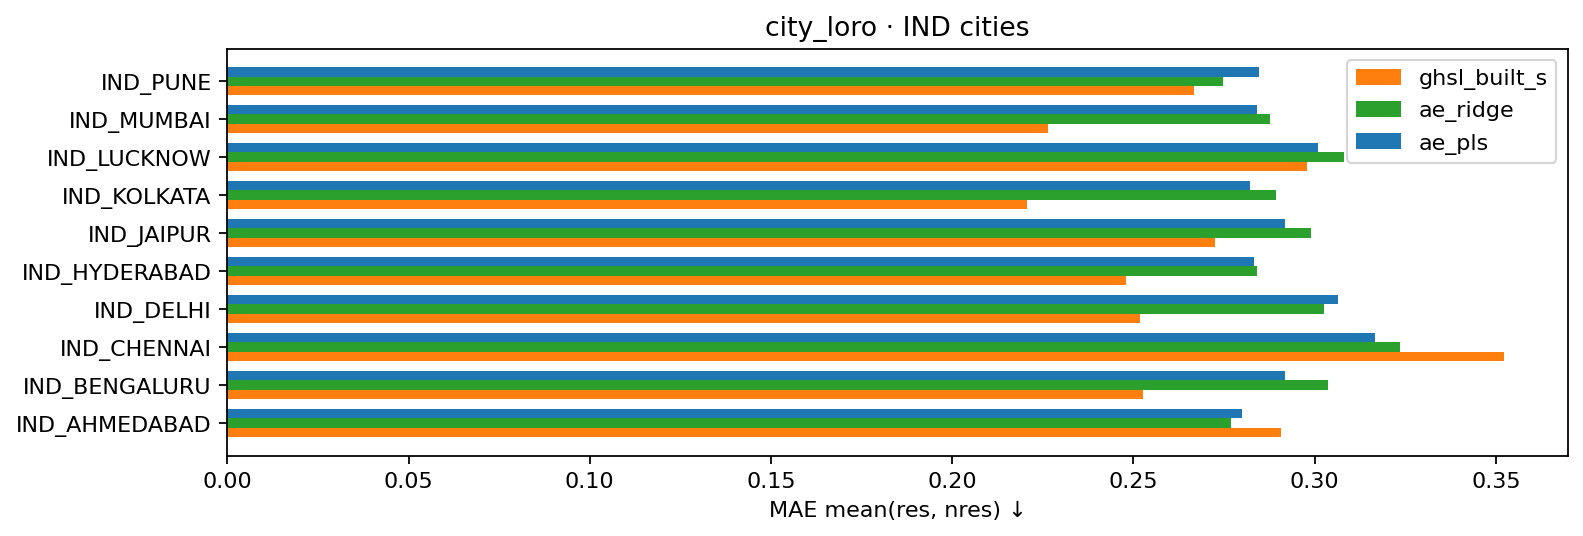 city_loro · IND cities
IND_PUNE
IND_MUMBAI
IND_LUCKNOW
IND_KOLKATA
IND_JAIPUR
IND_HYDERABAD
IND_DELHI
IND_CHENNAI
IND_BENGALURU
IND_AHMEDABAD
ghsl_built_s
ae_ridge
ae_pls
0.00 0.05 0.10 0.15 0.20 0.25 0.30 0.35
MAE mean(res, nres) ↓